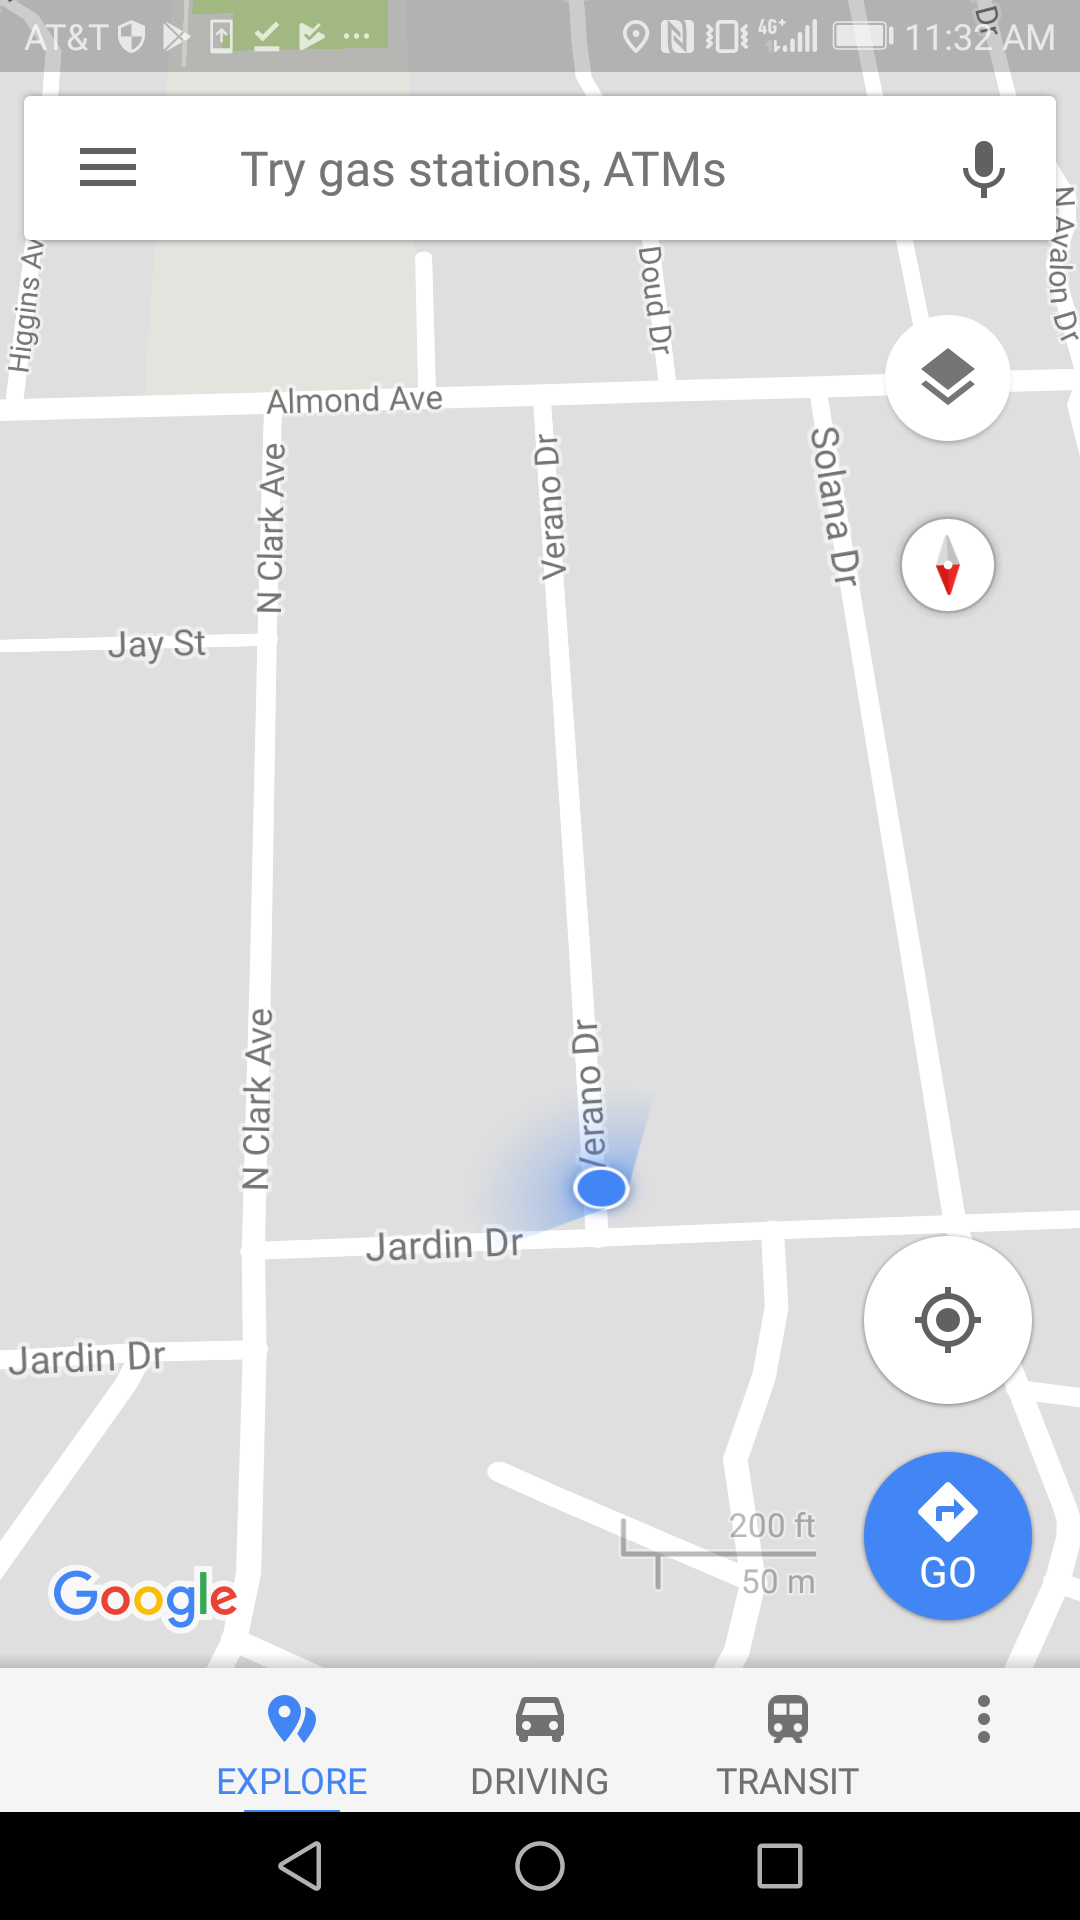 AT&T 4G+ 11:32 AM
Dr
Try gas stations, ATMs
N Avalon Dr
Higgins Av
Doud Dr
Almond Ave
N Clark Ave
Verano Dr
Solana Dr
Jay St
N Clark Ave
Verano Dr
Jardin Dr
Jardin Dr
200 ft
50 m
GO
Google
EXPLORE
DRIVING
TRANSIT